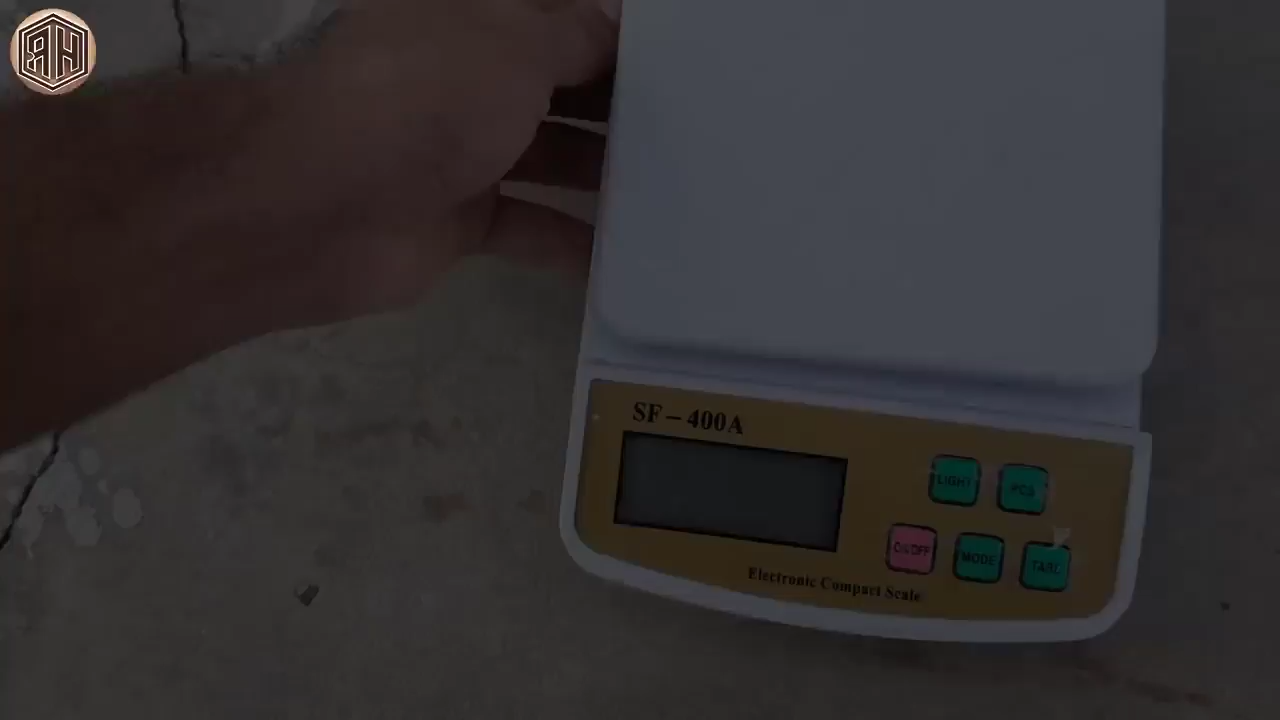 SF-400A
LIGHT
PCS
ON/OFF
MODE
TARE
Electronic Compact Scale